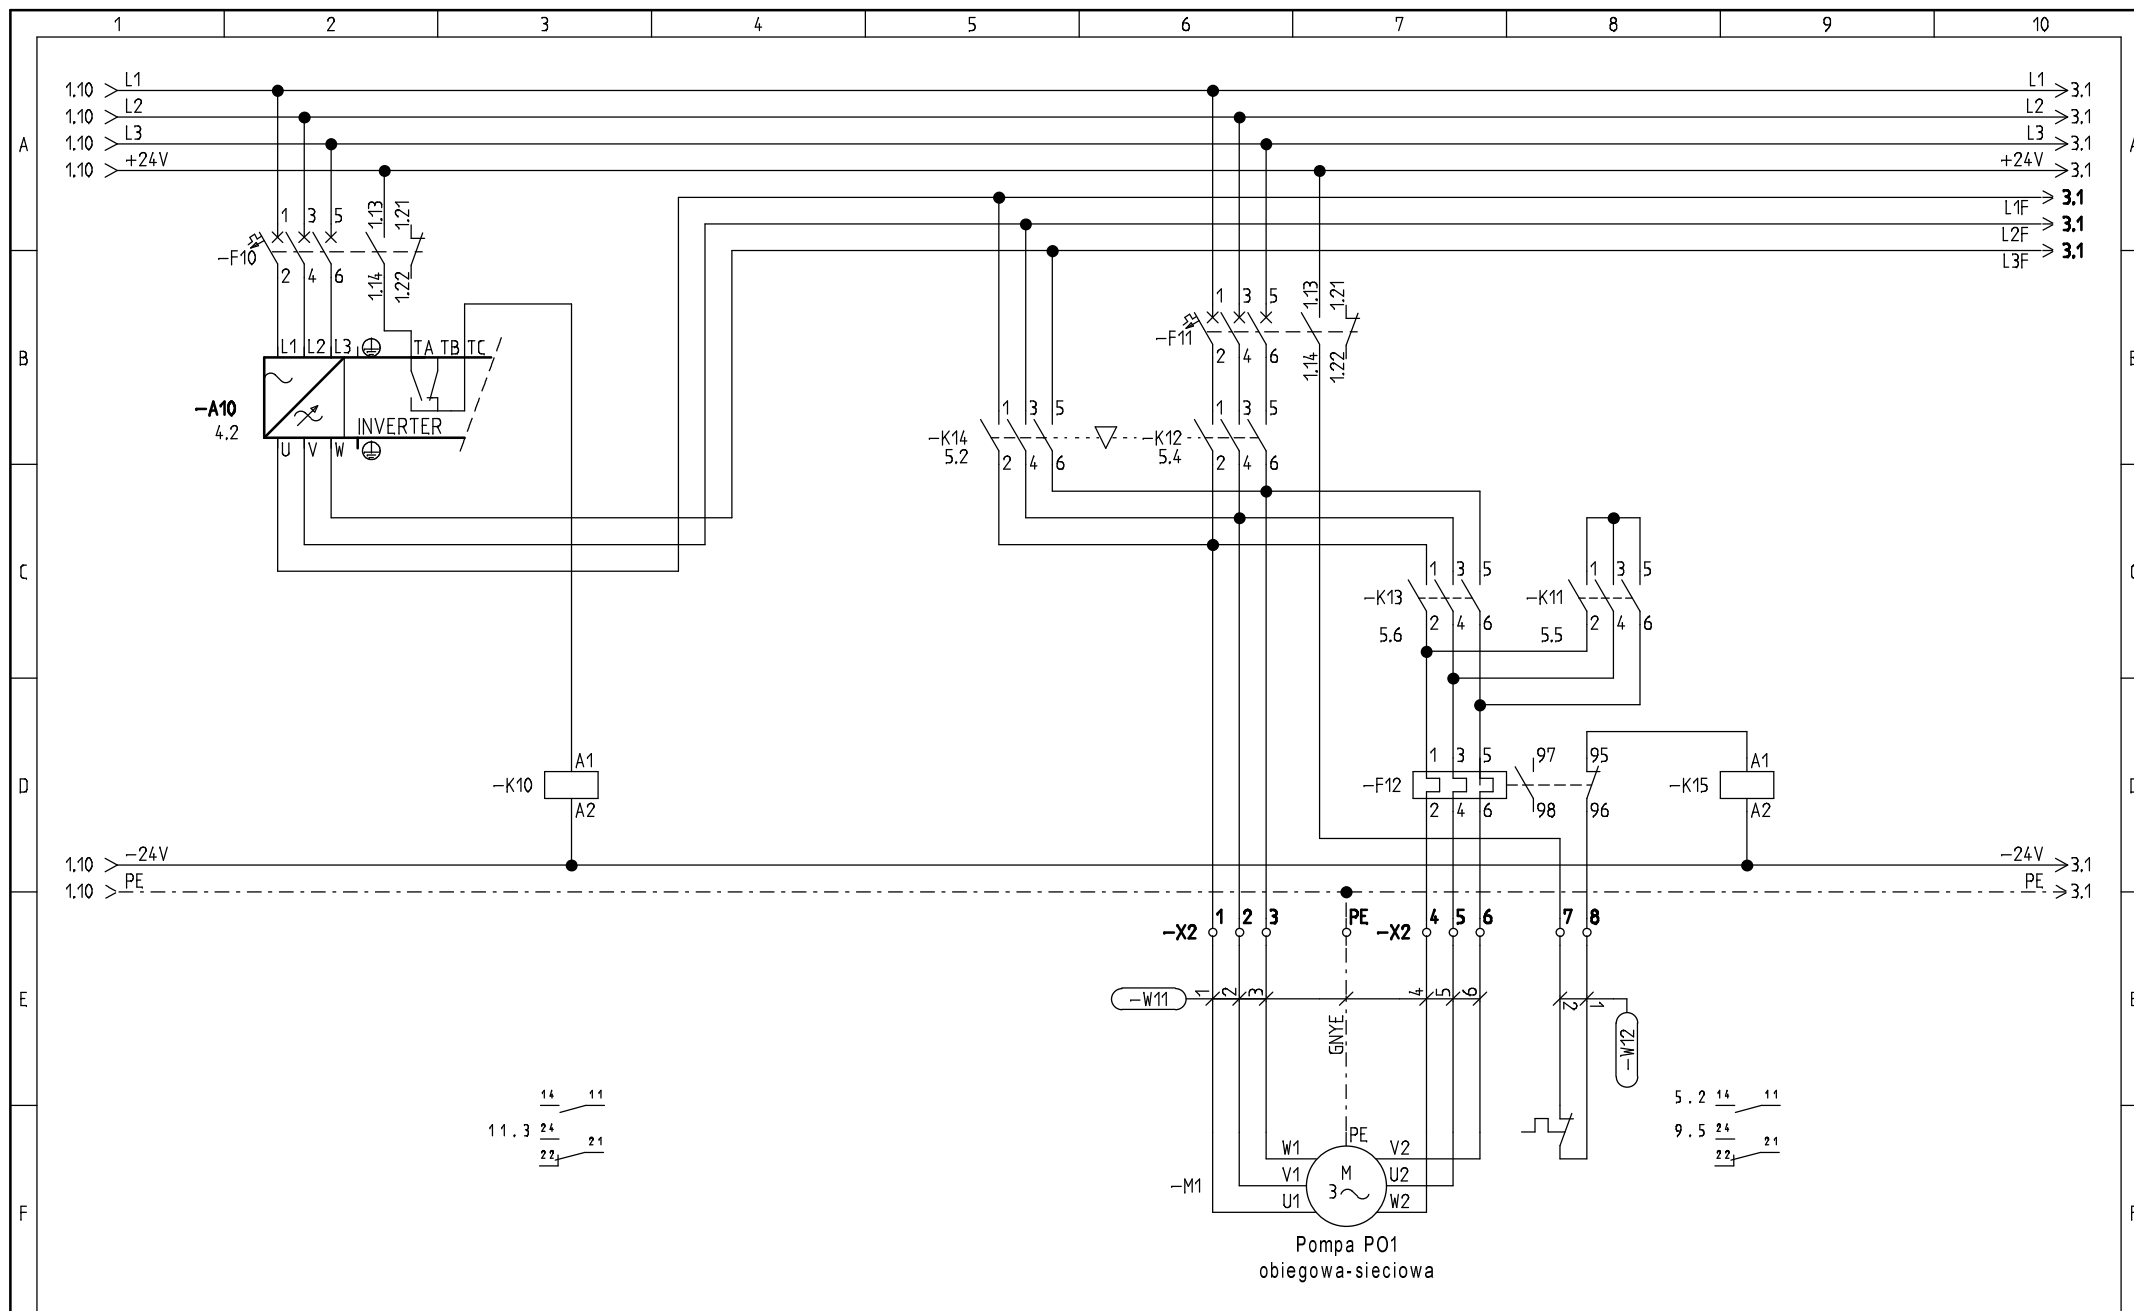 1 2 3 4 5 6 7 8 9 10
1.10 L1 L1 3.1
1.10 L2 L2 3.1
1.10 L3 L3 3.1
A
1.10 +24V +24V 3.1
3.1
L1F
3.1
L2F
3.1
L3F
1 3 5 1.13 1.21
-F10
2 4 6 1.14 1.22
1 3 5 1.13 1.21
-F11
2 4 6 1.14 1.22
B
L1 L2 L3 TA TB TC
-A10
4.2
INVERTER
U V W
1 3 5
-K14
5.2
2 4 6
1 3 5
-K12
5.4
2 4 6
C
1 3 5
-K13
5.6
2 4 6
1 3 5
-K11
5.5
2 4 6
D
A1
-K10
A2
1 3 5
-F12
2 4 6
97 95
98 96
A1
-K15
A2
1.10 -24V -24V 3.1
1.10 PE PE 3.1
-X2 1 2 3 PE -X2 4 5 6 7 8
E
-W11 1 2 3 4 5 6 2 1
GNYE
-W12
14 11
11.3 24
22 21
5.2 14 11
9.5 24
22 21
PE
W1 V2
V1 M U2
-M1 3
U1 W2
F
Pompa PO1
obiegowa-sieciowa